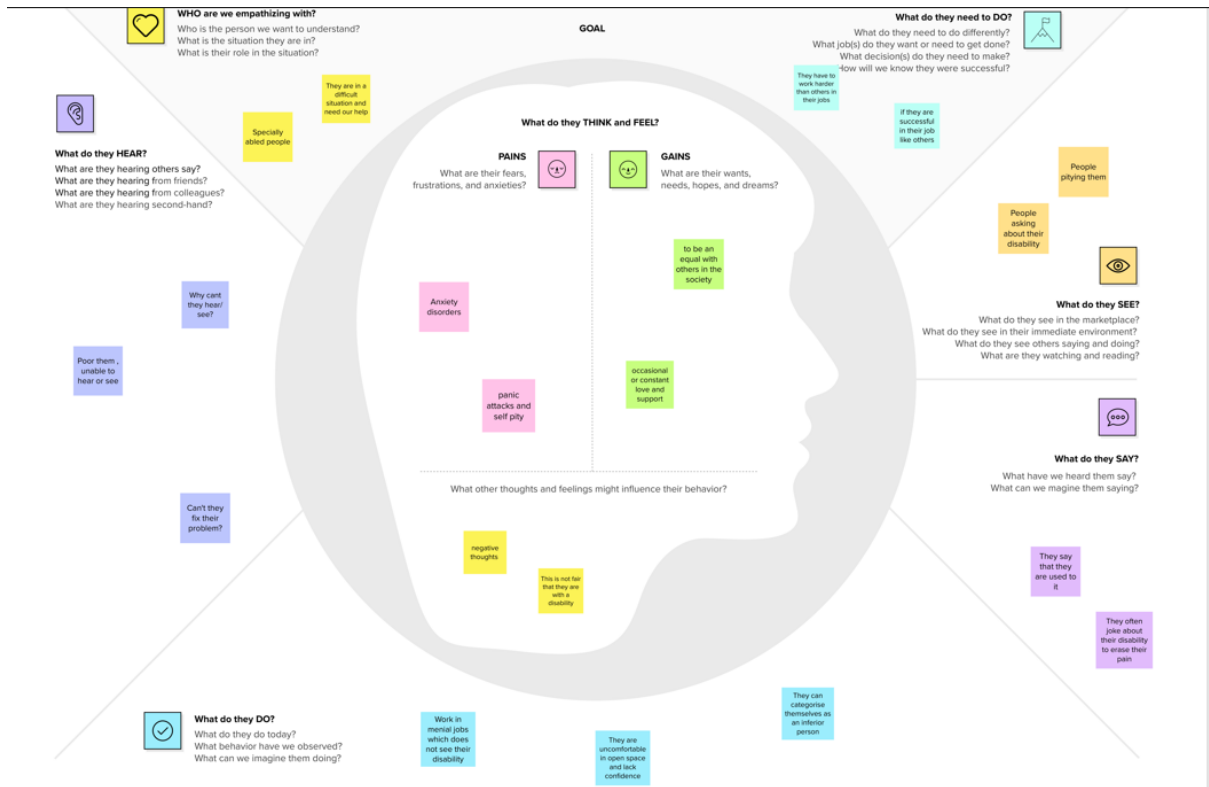 WHO are we empathizing with?
Who is the person we want to understand?
What is the situation they are in?
What is their role in the situation?
They are in a
difficult
situation and
need our help
Specially
abled people
GOAL
What do they need to DO?
What do they need to do differently?
What job(s) do they want or need to get done?
What decision(s) do they need to make?
How will we know they were successful?
They have to
work harder
than others in
their jobs
if they are
successful
in their job
like others
What do they HEAR?
What are they hearing others say?
What are they hearing from friends?
What are they hearing from colleagues?
What are they hearing second-hand?
Why cant
they hear/
see?
Poor them ,
unable to
hear or see
Can't they
fix their
problem?
What do they THINK and FEEL?
PAINS
What are their fears,
frustrations, and anxieties?
Anxiety
disorders
panic
attacks and
self pity
GAINS
What are their wants,
needs, hopes, and dreams?
to be an
equal with
others in the
society
occasional
or constant
love and
support
What other thoughts and feelings might influence their behavior?
negative
thoughts
This is not fair
that they are
with a
disability
People
pitying them
People
asking
about their
disability
What do they SEE?
What do they see in the marketplace?
What do they see in their immediate environment?
What do they see others saying and doing?
What are they watching and reading?
What do they SAY?
What have we heard them say?
What can we magine them saying?
They say
that they
are used to
it
They often
joke about
their disability
to erase their
pain
What do they DO?
What do they do today?
What behavior have we observed?
What can we imagine them doing?
Work in
menial jobs
which does
not see their
disability
They are
uncomfortable
in open space
and lack
confidence
They can
categorise
themselves as
an inferior
person